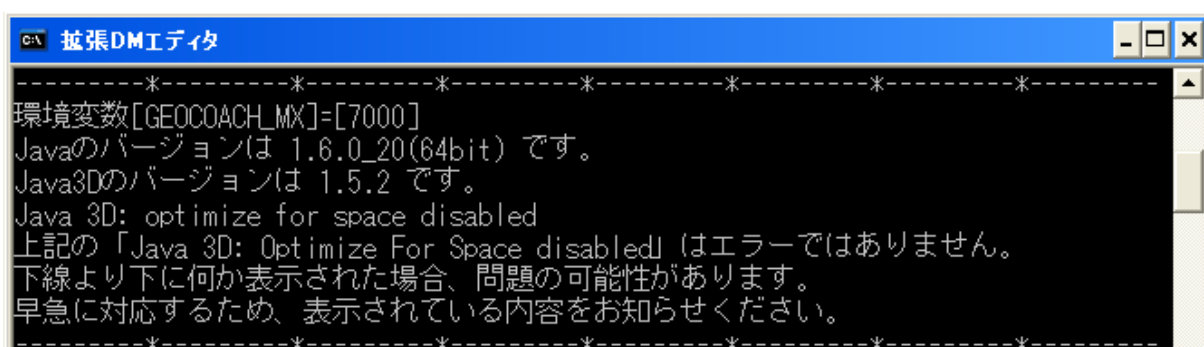 拡張DMエディタ
---------*---------*---------*---------*---------*---------*---------*---------
環境変数[GEOCOACH_MX]=[7000]
Javaのバージョンは 1.6.0_20(64bit) です。
Java3Dのバージョンは 1.5.2 です。
Java 3D: optimize for space disabled
上記の「Java 3D: Optimize For Space disabled」はエラーではありません。
下線より下に何か表示された場合、問題の可能性があります。
早急に対応するため、表示されている内容をお知らせください。
---------*---------*---------*---------*---------*---------*---------*---------